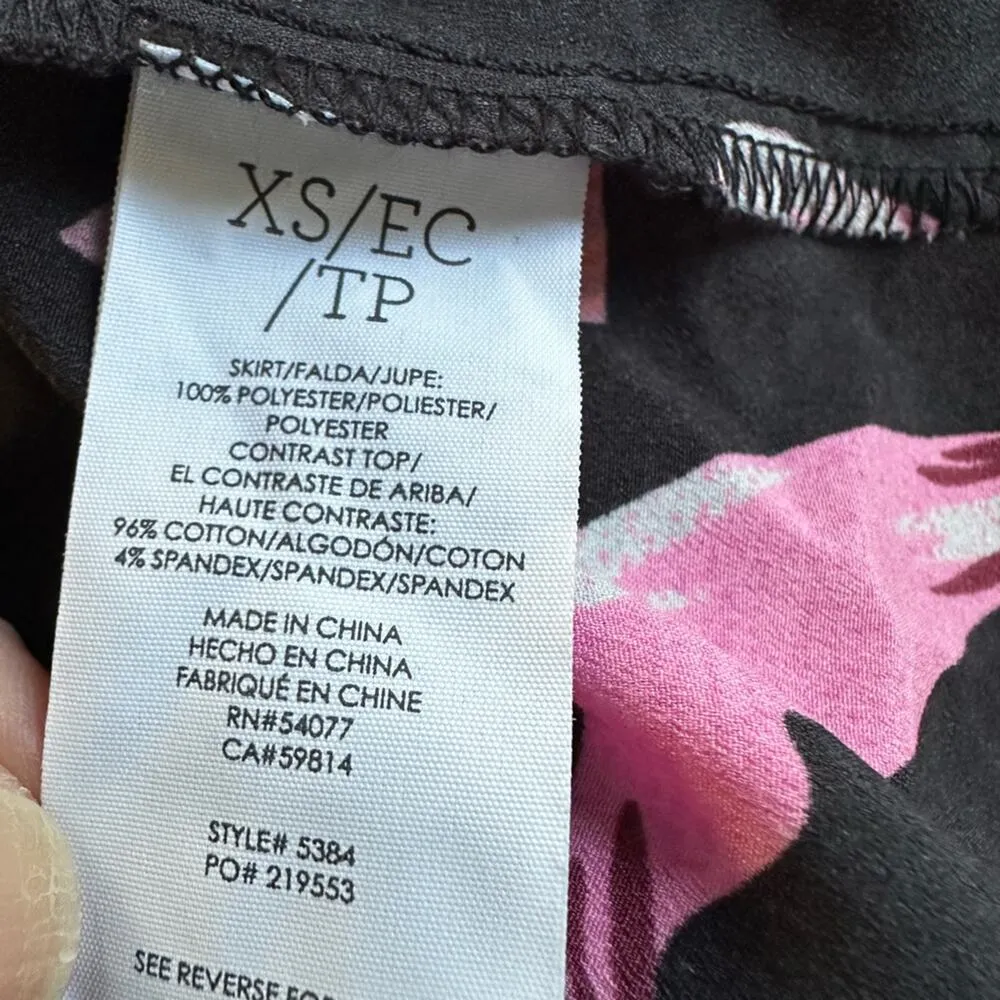 XS/EC
/TP
SKIRT/FALDA/JUPE:
100% POLYESTER/POLIESTER/
POLYESTER
CONTRAST TOP/
EL CONTRASTE DE ARIBA/
HAUTE CONTRASTE:
96% COTTON/ALGODÓN/COTON
4% SPANDEX/SPANDEX/SPANDEX
MADE IN CHINA
HECHO EN CHINA
FABRIQUÉ EN CHINE
RN#54077
CA#59814
STYLE# 5384
PO# 219553
SEE REVERSE FOR